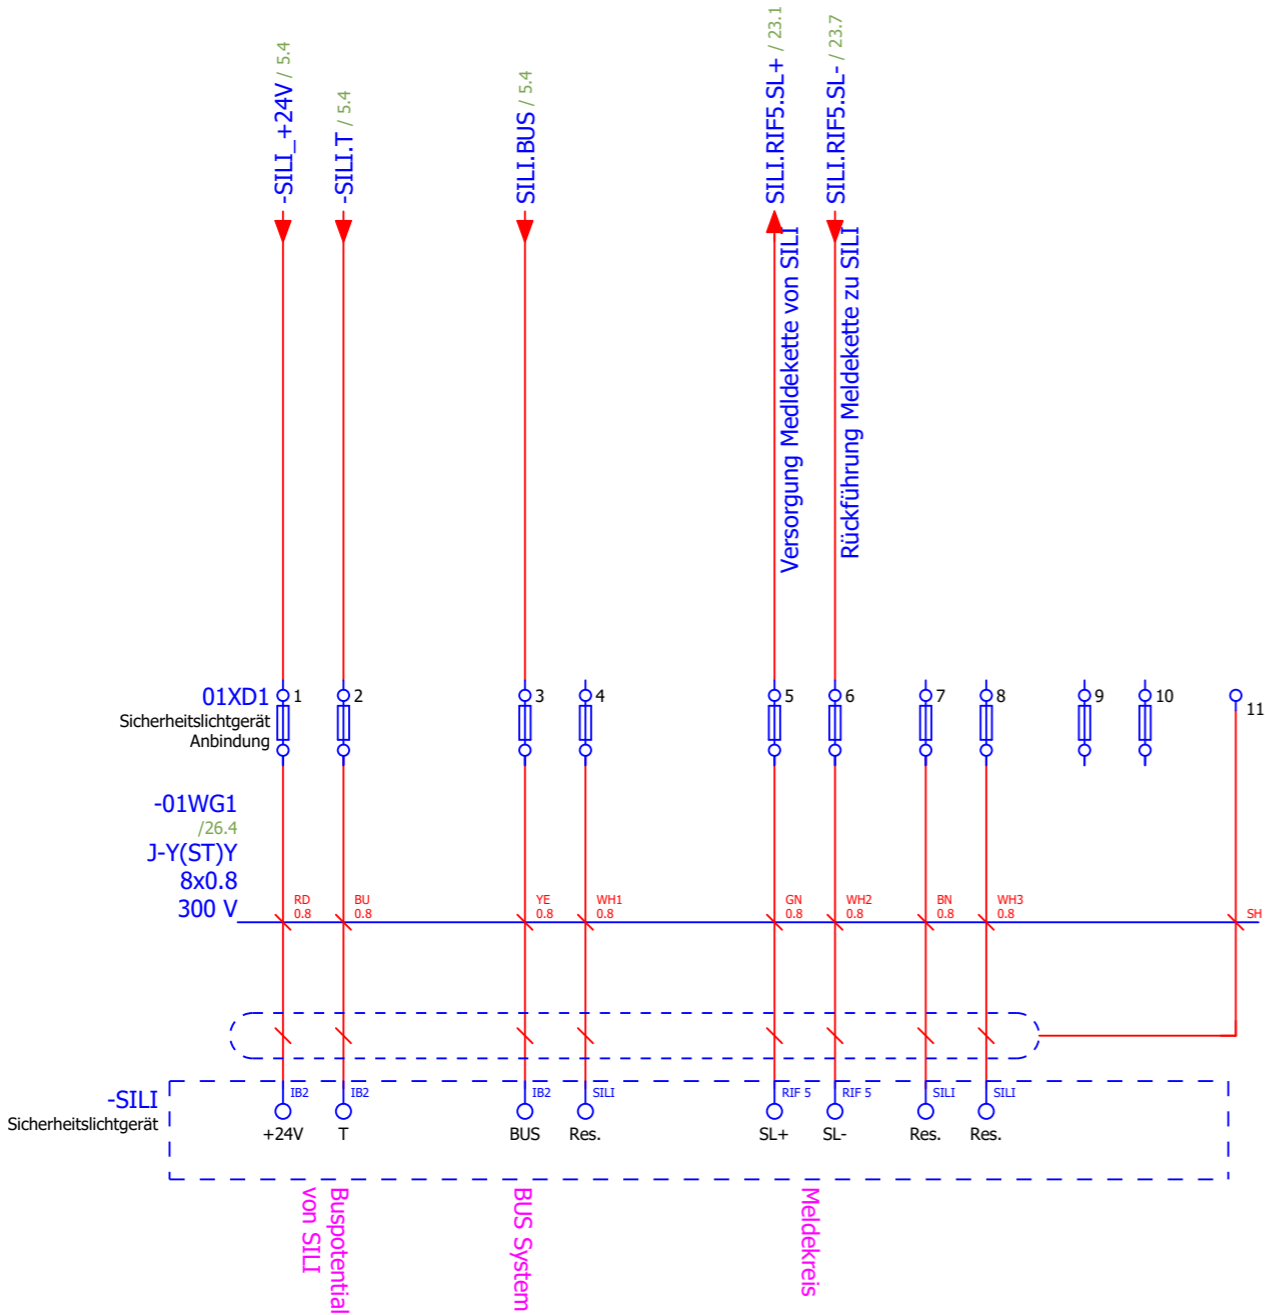 -SILI_+24V / 5.4
-SILI.T / 5.4
SILI.BUS / 5.4
SILI.RIF5.SL+ / 23.1
SILI.RIF5.SL- / 23.7
Versorgung Medldekette von SILI
Rückführung Meldekette zu SILI
01XD1
Sicherheitslichtgerät
Anbindung
1
2
3
4
5
6
7
8
9
10
11
-01WG1
/26.4
J-Y(ST)Y
8x0.8
300 V
RD
0.8
BU
0.8
YE
0.8
WH1
0.8
GN
0.8
WH2
0.8
BN
0.8
WH3
0.8
SH
-SILI
Sicherheitslichtgerät
IB2
IB2
IB2
SILI
RIF 5
RIF 5
SILI
SILI
+24V
T
BUS
Res.
SL+
SL-
Res.
Res.
Buspotential
von SILI
BUS System
Meldekreis